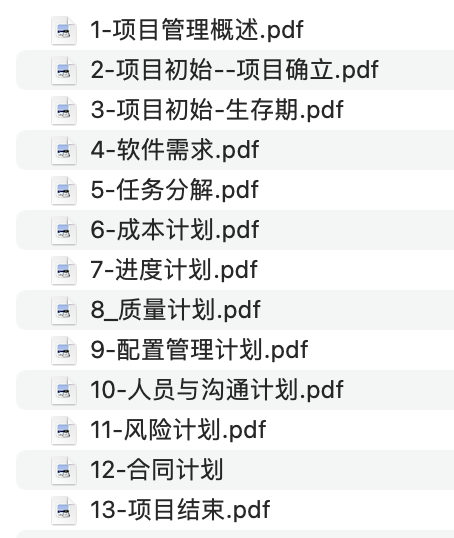 1-项目管理概述.pdf
2-项目初始--项目确立.pdf
3-项目初始-生存期.pdf
4-软件需求.pdf
5-任务分解.pdf
6-成本计划.pdf
7-进度计划.pdf
8_质量计划.pdf
9-配置管理计划.pdf
10-人员与沟通计划.pdf
11-风险计划.pdf
12-合同计划
13-项目结束.pdf